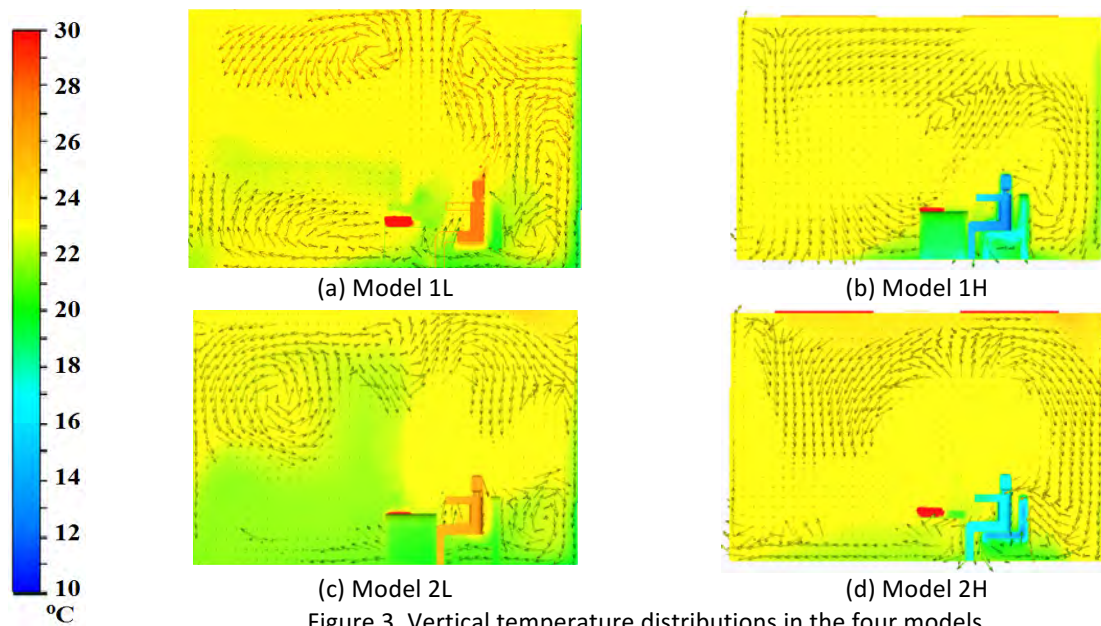 30
28
26
24
22
20
18
16
14
12
10
ºC
(a) Model 1L
(b) Model 1H
(c) Model 2L
(d) Model 2H
Figure 3. Vertical temperature distributions in the four models